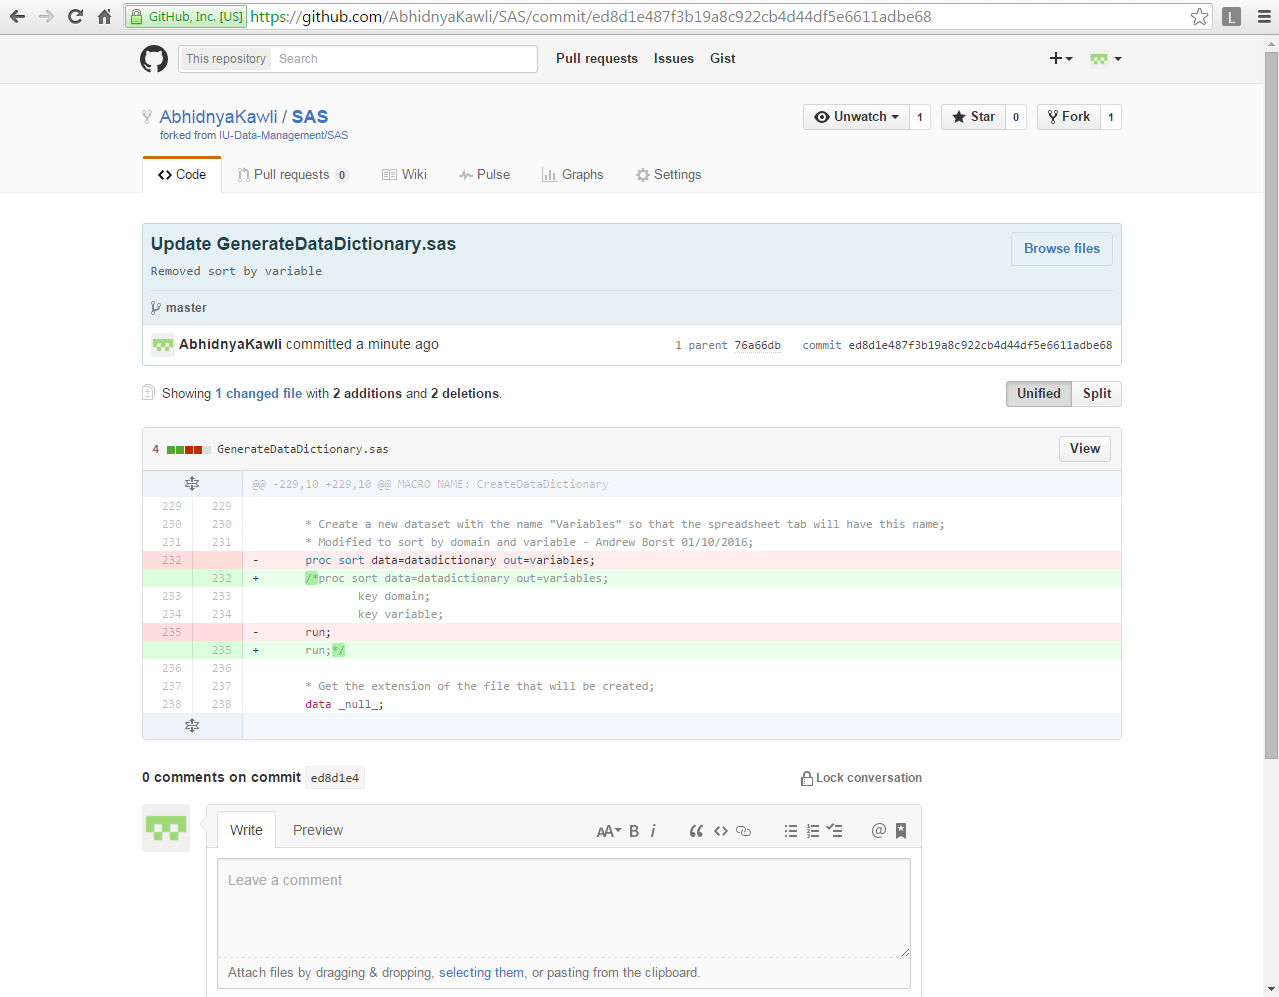 GitHub, Inc. [US] https://github.com/AbhidnyaKawli/SAS/commit/ed8d1e487f3b19a8c922cb4d44df5e6611adbe68
L
This repository Search Pull requests Issues Gist
AbhidnyaKawli / SAS Unwatch 1 Star 0 Fork 1
forked from IU-Data-Management/SAS
Code Pull requests 0 Wiki Pulse Graphs Settings
Update GenerateDataDictionary.sas Browse files
Removed sort by variable
master
AbhidnyaKawli committed a minute ago 1 parent 76a66db commit ed8d1e487f3b19a8c922cb4d44df5e6611adbe68
Showing 1 changed file with 2 additions and 2 deletions. Unified Split
4 GenerateDataDictionary.sas View
@@ -229,10 +229,10 @@ MACRO NAME: CreateDataDictionary
229 229
230 230 * Create a new dataset with the name "Variables" so that the spreadsheet tab will have this name;
231 231 * Modified to sort by domain and variable - Andrew Borst 01/10/2016;
232 - proc sort data=datadictionary out=variables;
232 + /*proc sort data=datadictionary out=variables;
233 233 key domain;
234 234 key variable;
235 - run;
235 + run;*/
236 236
237 237 * Get the extension of the file that will be created;
238 238 data _null_;
0 comments on commit ed8d1e4 Lock conversation
Write Preview AA B i
Leave a comment
Attach files by dragging & dropping, selecting them, or pasting from the clipboard.